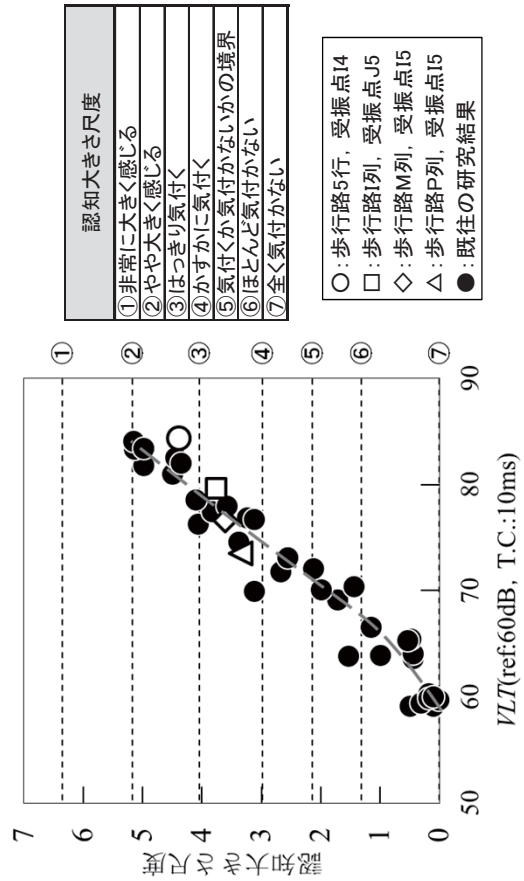 認知大きさ尺度
7
6
5
4
3
2
1
0
①
②
③
④
⑤
⑥
⑦
50
60
70
80
90
VLT(ref:60dB, T.C.:10ms)
認知大きさ尺度
①非常に大きく感じる
②やや大きく感じる
③はっきり気付く
④かすかに気付く
⑤気付くか気付かないかの境界
⑥ほとんど気付かない
⑦全く気付かない
○:歩行路5行, 受振点I4
□:歩行路I列, 受振点J5
◇:歩行路M列, 受振点I5
△:歩行路P列, 受振点I5
●:既往の研究結果